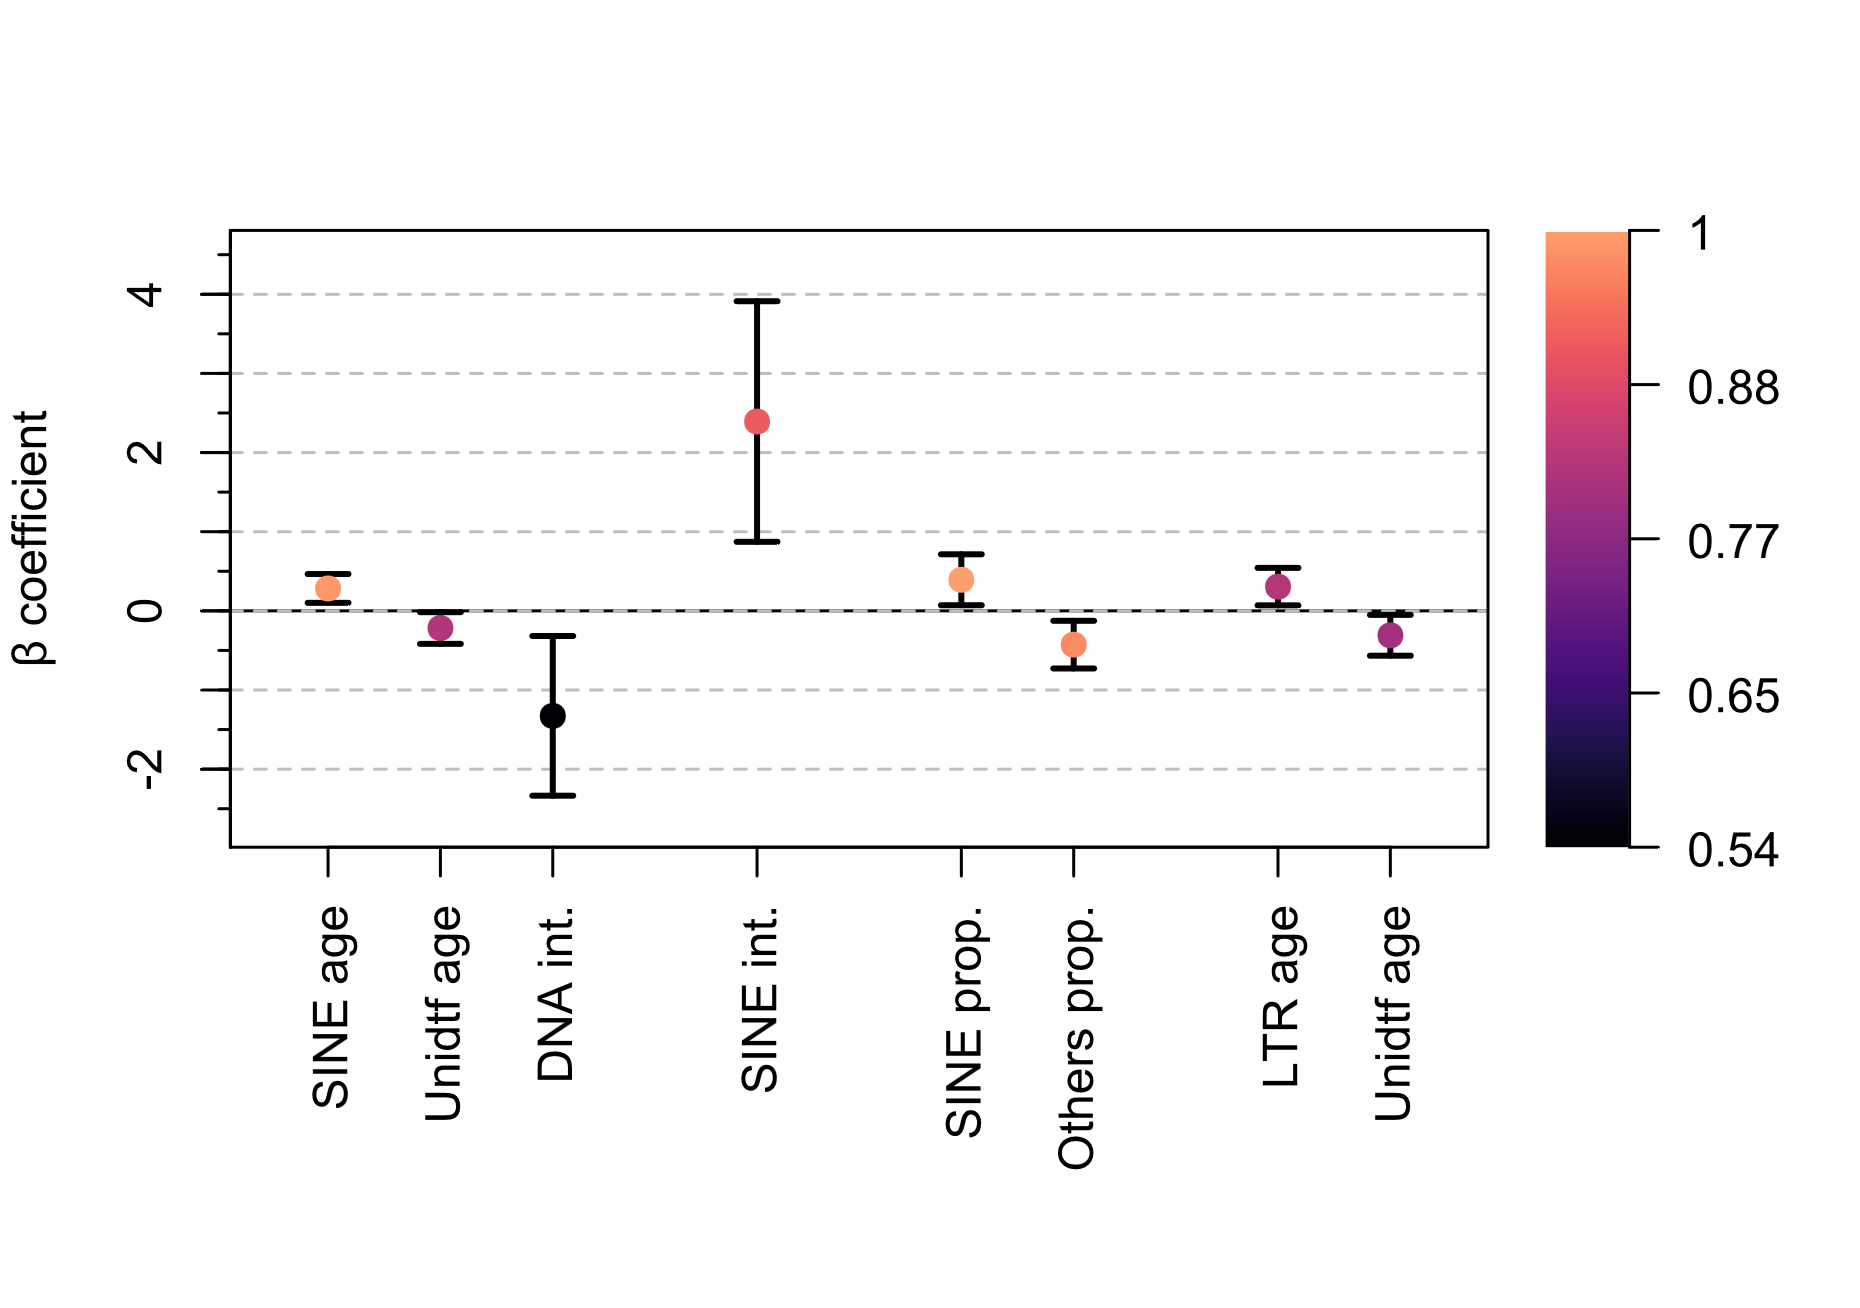 β coefficient
4
2
0
-2
SINE age
Unidtf age
DNA int.
SINE int.
SINE prop.
Others prop.
LTR age
Unidtf age
1
0.88
0.77
0.65
0.54